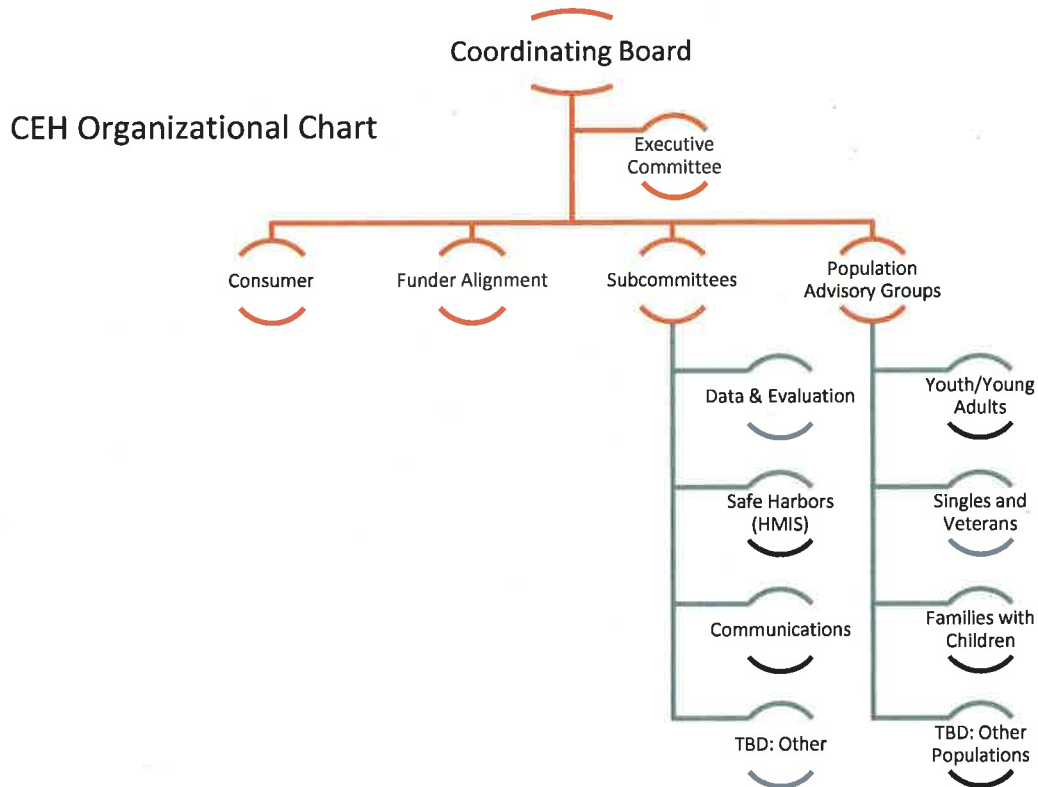 Coordinating Board
CEH Organizational Chart
Executive
Committee
Consumer
Funder Alignment
Subcommittees
Population
Advisory Groups
Data & Evaluation
Youth/Young
Adults
Safe Harbors
(HMIS)
Singles and
Veterans
Communications
Families with
Children
TBD: Other
TBD: Other
Populations